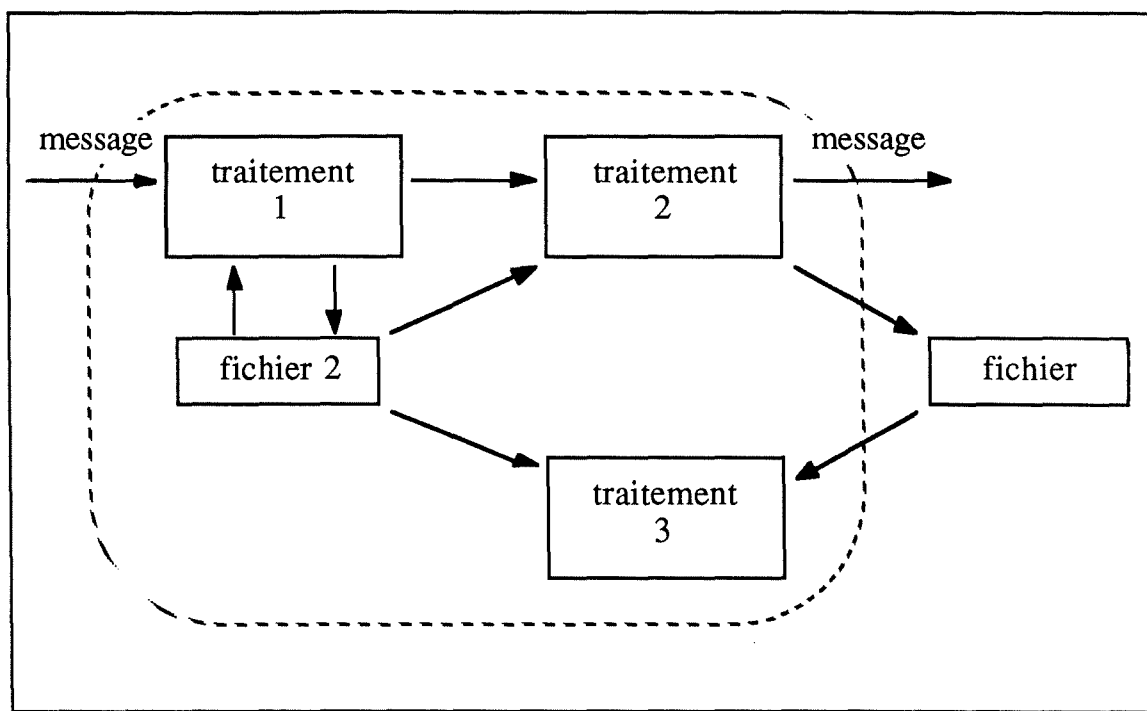 message
traitement
1
traitement
2
message
fichier 2
fichier
traitement
3